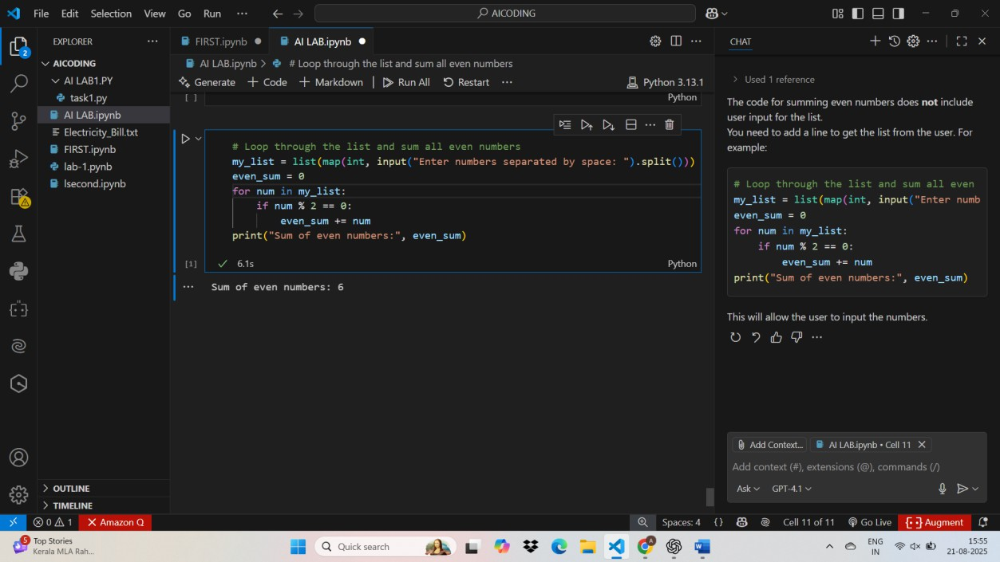 File Edit Selection View Go Run ··· AICODING
EXPLORER ···
AICODING
AI LAB1.PY
task1.py
AI LAB.ipynb
Electricity_Bill.txt
FIRST.ipynb
lab-1.pynb
lsecond.ipynb
OUTLINE
TIMELINE
2
FIRST.ipynb
AI LAB.ipynb
AI LAB.ipynb > # Loop through the list and sum all even numbers
Generate + Code + Markdown | Run All Restart ··· Python 3.13.1
[ ] Python
# Loop through the list and sum all even numbers
my_list = list(map(int, input("Enter numbers separated by space: ").split()))
even_sum = 0
for num in my_list:
if num % 2 == 0:
even_sum += num
print("Sum of even numbers:", even_sum)
[1] 6.1s Python
Sum of even numbers: 6
CHAT
Used 1 reference
The code for summing even numbers does not include
user input for the list.
You need to add a line to get the list from the user. For
example:
# Loop through the list and sum all even
my_list = list(map(int, input("Enter numb
even_sum = 0
for num in my_list:
if num % 2 == 0:
even_sum += num
print("Sum of even numbers:", even_sum)
This will allow the user to input the numbers.
Add Context... AI LAB.ipynb • Cell 11
Add context (#), extensions (@), commands (/)
Ask GPT-4.1
0 1 Amazon Q Spaces: 4 {} Cell 11 of 11 Go Live Augment
5 Top Stories
Kerala MLA Rah...
Quick search
A
ENG
IN
15:55
21-08-2025